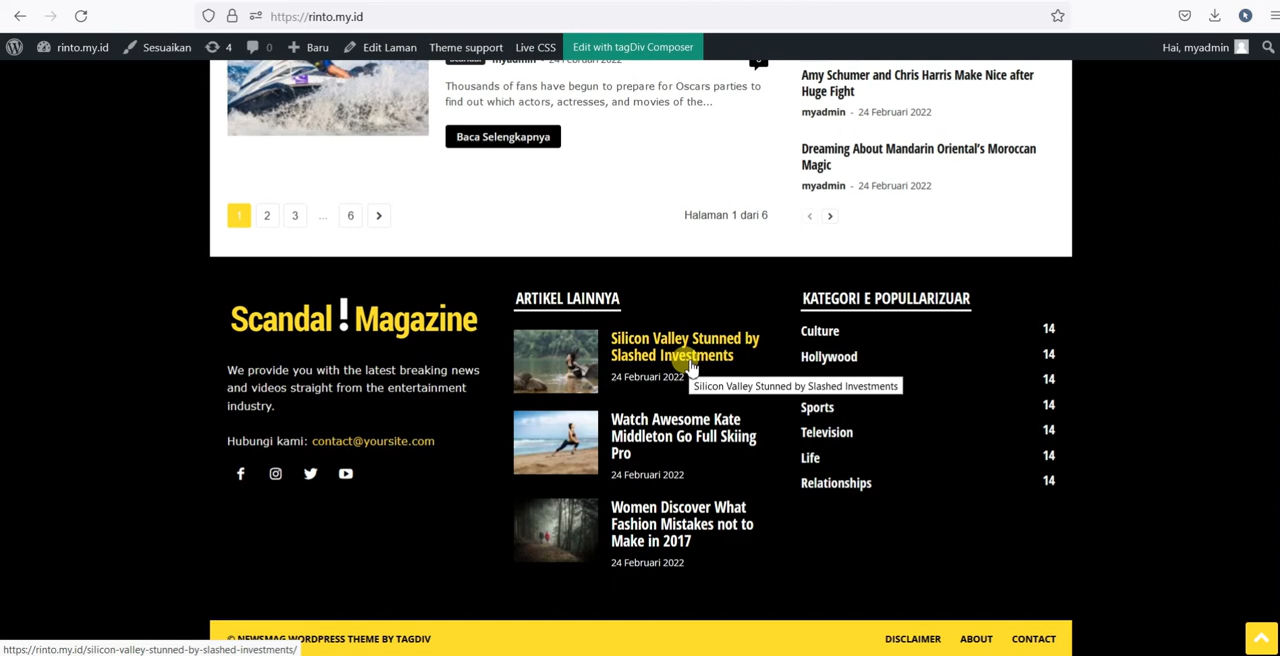 https://rinto.my.id
rinto.my.id Sesuaikan 4 0 Baru Edit Laman Theme support Live CSS Edit with tagDiv Composer Hai, myadmin
myadmin - 24 Februari 2022
Thousands of fans have begun to prepare for Oscars parties to
find out which actors, actresses, and movies of the...
Baca Selengkapnya
1 2 3 ... 6
Halaman 1 dari 6
Amy Schumer and Chris Harris Make Nice after
Huge Fight
myadmin - 24 Februari 2022
Dreaming About Mandarin Oriental's Moroccan
Magic
myadmin - 24 Februari 2022
Scandal!Magazine
We provide you with the latest breaking news
and videos straight from the entertainment
industry.
Hubungi kami: contact@yoursite.com
ARTIKEL LAINNYA
Silicon Valley Stunned by
Slashed Investments
24 Februari 2022
Silicon Valley Stunned by Slashed Investments
Watch Awesome Kate
Middleton Go Full Skiing
Pro
24 Februari 2022
Women Discover What
Fashion Mistakes not to
Make in 2017
24 Februari 2022
KATEGORI E POPULLARIZUAR
Culture 14
Hollywood 14
14
Sports 14
Television 14
Life 14
Relationships 14
© NEWSMAG WORDPRESS THEME BY TAGDIV
DISCLAIMER ABOUT CONTACT
https://rinto.my.id/silicon-valley-stunned-by-slashed-investments/